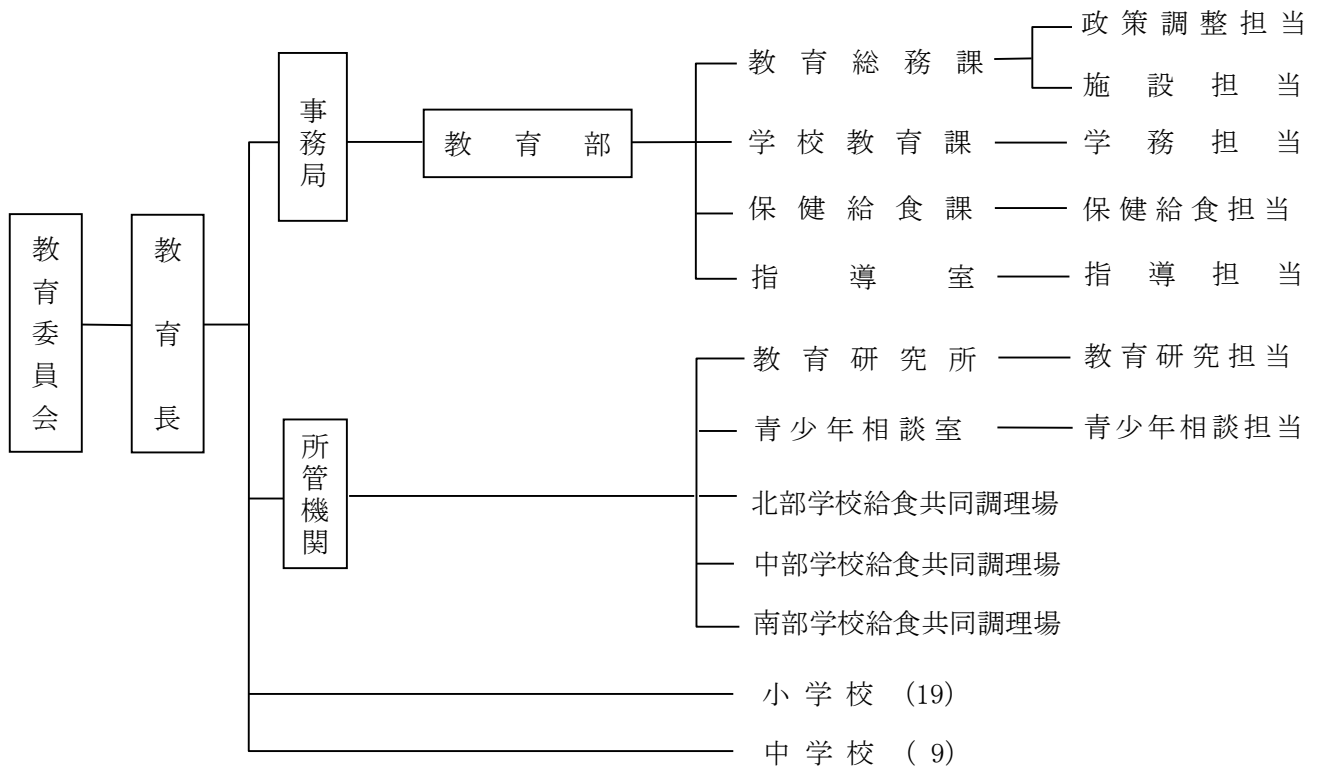 教育委員会
教育長
事務局
教育部
教育総務課
政策調整担当
施設担当
学校教育課
学務担当
保健給食課
保健給食担当
指導室
指導担当
所管機関
教育研究所
教育研究担当
青少年相談室
青少年相談担当
北部学校給食共同調理場
中部学校給食共同調理場
南部学校給食共同調理場
小学校 (19)
中学校 ( 9)